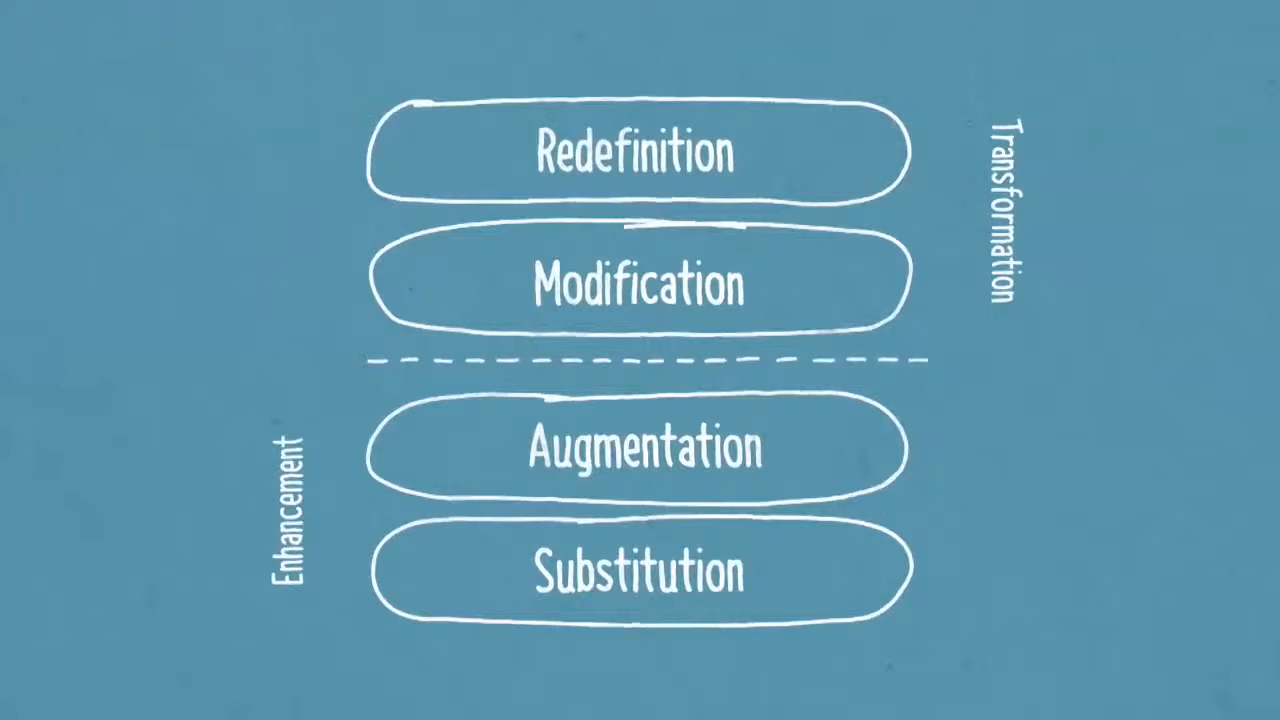 Redefinition
Transformation
Modification
Augmentation
Enhancement
Substitution